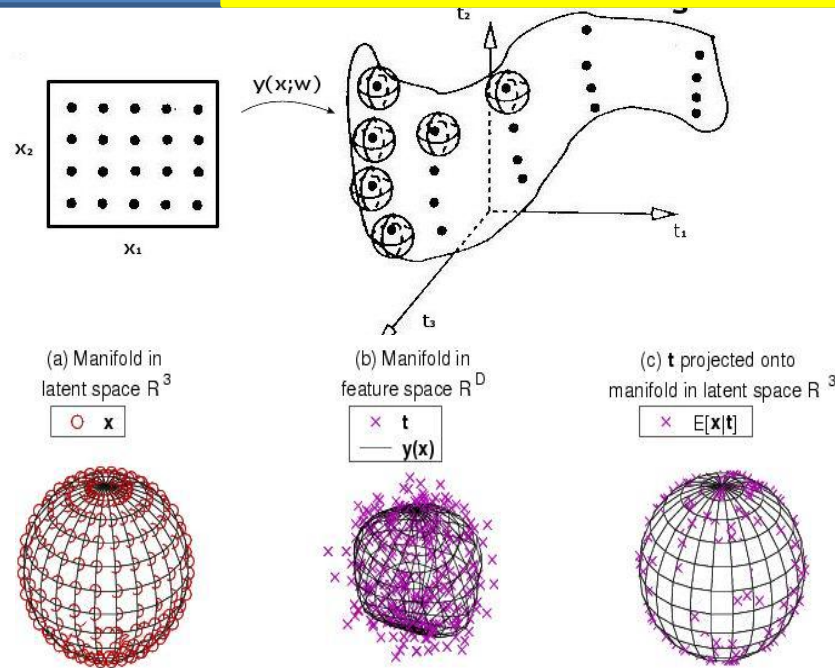 t₂
y(x;w)
x₂
x₁
t₁
t₃
(a) Manifold in
latent space R³
x
(b) Manifold in
feature space Rᴰ
t
y(x)
(c) t projected onto
manifold in latent space R³
E[x|t]